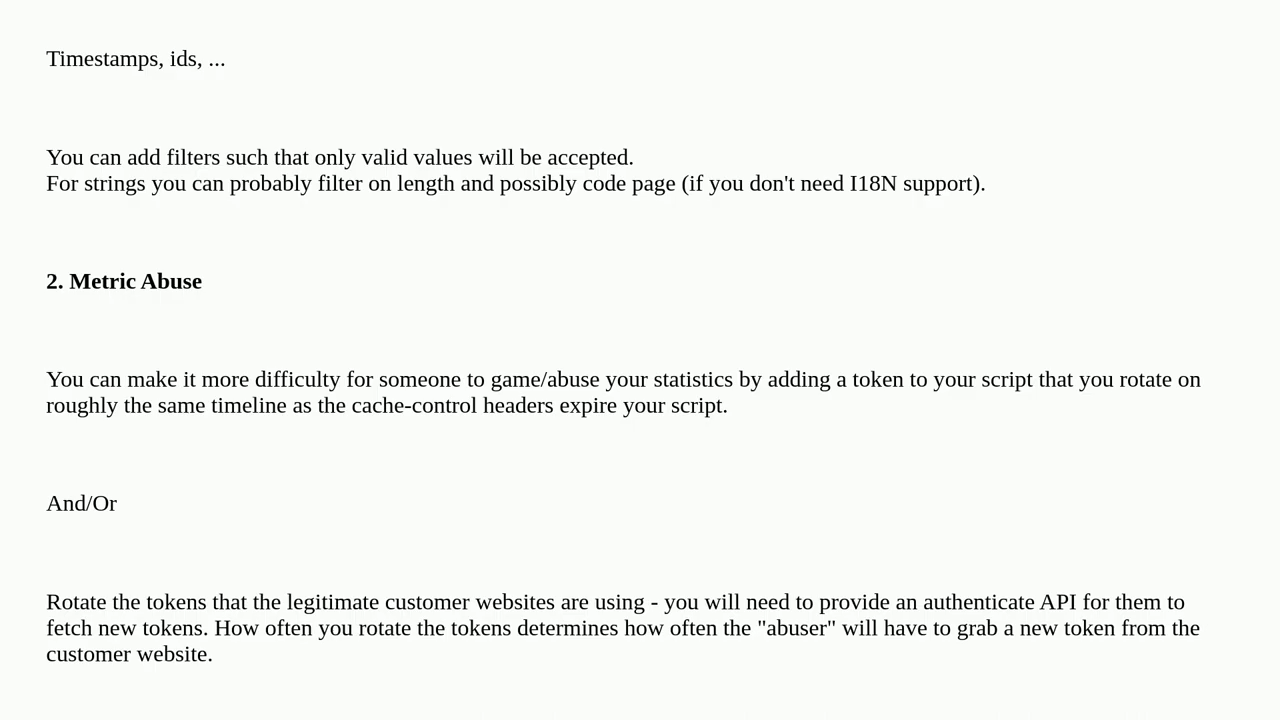 Timestamps, ids, ...
You can add filters such that only valid values will be accepted.
For strings you can probably filter on length and possibly code page (if you don't need I18N support).
2. Metric Abuse
You can make it more difficulty for someone to game/abuse your statistics by adding a token to your script that you rotate on
roughly the same timeline as the cache-control headers expire your script.
And/Or
Rotate the tokens that the legitimate customer websites are using - you will need to provide an authenticate API for them to
fetch new tokens. How often you rotate the tokens determines how often the "abuser" will have to grab a new token from the
customer website.